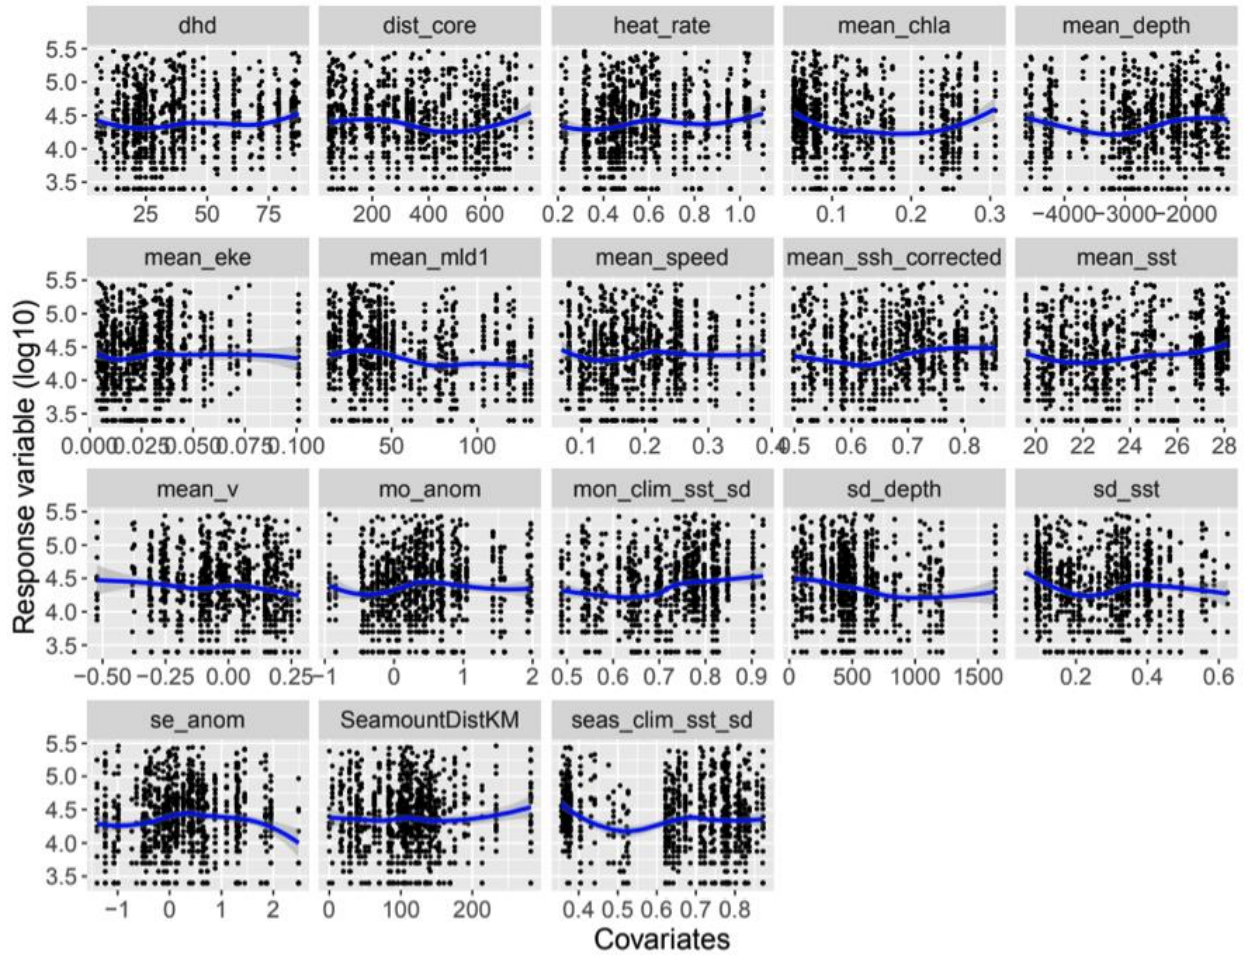 dhd dist_core heat_rate mean_chla mean_depth
5.5
5.0
4.5
4.0
3.5
25 50 75 200 400 600 0.2 0.4 0.6 0.8 1.0 0.1 0.2 0.3 −4000 −3000 −2000
mean_eke mean_mld1 mean_speed mean_ssh_corrected mean_sst
5.5
5.0
4.5
4.0
3.5
0.000 0.025 0.050 0.075 0.100 50 100 0.1 0.2 0.3 0.4 0.5 0.6 0.7 0.8 20 22 24 26 28
mean_v mo_anom mon_clim_sst_sd sd_depth sd_sst
5.5
5.0
4.5
4.0
3.5
−0.50 −0.25 0.00 0.25 −1 0 1 2 0.5 0.6 0.7 0.8 0.9 0 500 1000 1500 0.2 0.4 0.6
se_anom SeamountDistKM seas_clim_sst_sd
5.5
5.0
4.5
4.0
3.5
−1 0 1 2 0 100 200 0.4 0.5 0.6 0.7 0.8
Response variable (log10)
Covariates